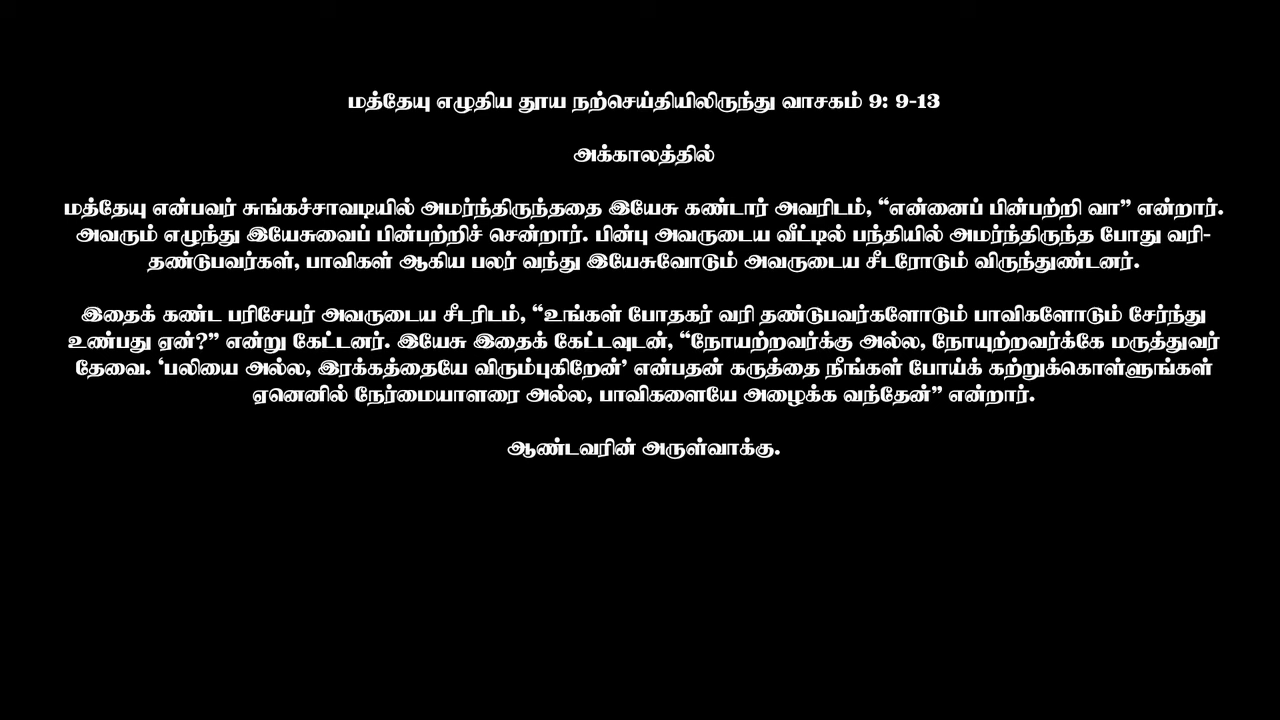 மத்தேயு எழுதிய தூய நற்செய்தியிலிருந்து வாசகம் 9: 9-13
அக்காலத்தில்
மத்தேயு என்பவர் சுங்கச்சாவடியில் அமர்ந்திருந்ததை இயேசு கண்டார் அவரிடம், “என்னைப் பின்பற்றி வா” என்றார்.
அவரும் எழுந்து இயேசுவைப் பின்பற்றிச் சென்றார். பின்பு அவருடைய வீட்டில் பந்தியில் அமர்ந்திருந்த போது வரி-
தண்டுபவர்கள், பாவிகள் ஆகிய பலர் வந்து இயேசுவோடும் அவருடைய சீடரோடும் விருந்துண்டனர்.
இதைக் கண்ட பரிசேயர் அவருடைய சீடரிடம், “உங்கள் போதகர் வரி தண்டுபவர்களோடும் பாவிகளோடும் சேர்ந்து
உண்பது ஏன்?” என்று கேட்டனர். இயேசு இதைக் கேட்டவுடன், “நோயற்றவர்க்கு அல்ல, நோயுற்றவர்க்கே மருத்துவர்
தேவை. ‘பலியை அல்ல, இரக்கத்தையே விரும்புகிறேன்’ என்பதன் கருத்தை நீங்கள் போய்க் கற்றுக்கொள்ளுங்கள்
ஏனெனில் நேர்மையாளரை அல்ல, பாவிகளையே அழைக்க வந்தேன்” என்றார்.
ஆண்டவரின் அருள்வாக்கு.